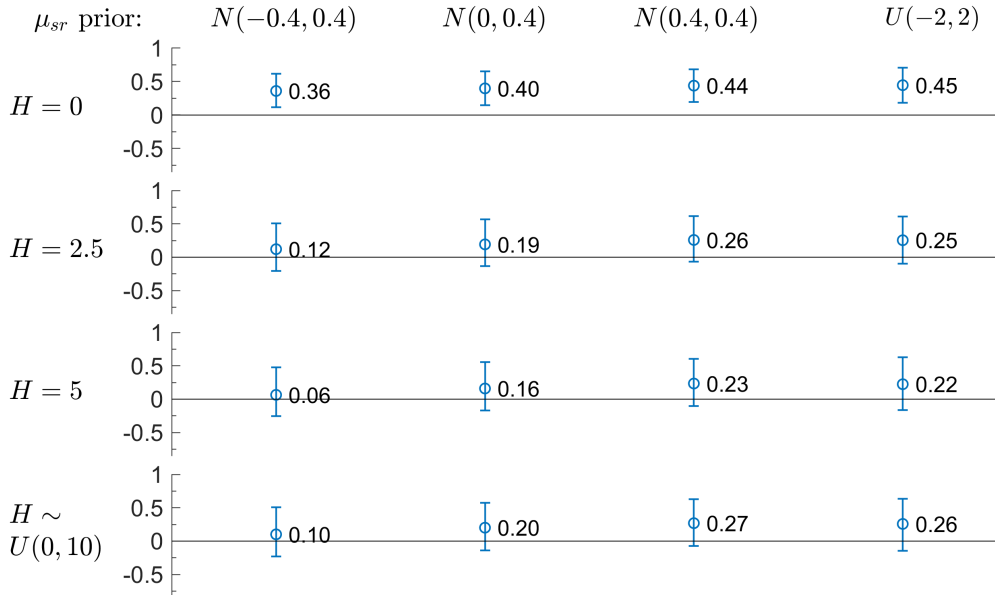 μsr prior: N(−0.4, 0.4) N(0, 0.4) N(0.4, 0.4) U(−2, 2)
1
0.5
H = 0
0
-0.5
0.36 0.40 0.44 0.45
1
0.5
H = 2.5
0
-0.5
0.12 0.19 0.26 0.25
1
0.5
H = 5
0
-0.5
0.06 0.16 0.23 0.22
1
0.5
H ∼
U(0, 10)
0
-0.5
0.10 0.20 0.27 0.26